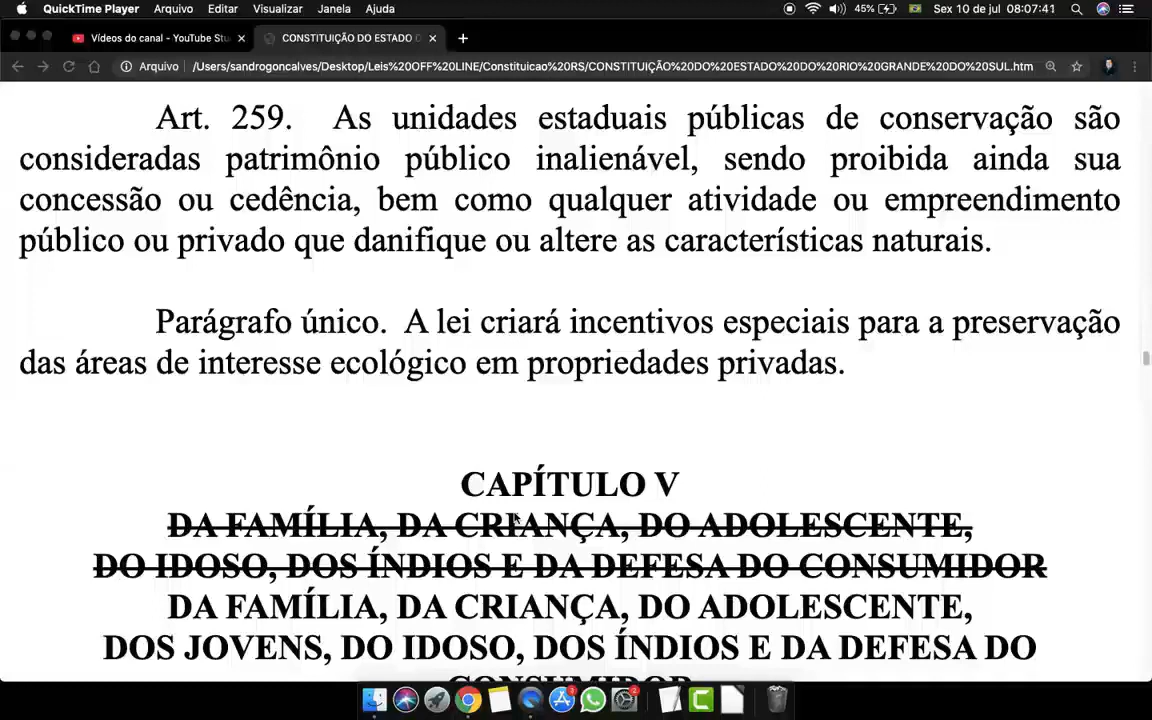 QuickTime Player Arquivo Editar Visualizar Janela Ajuda 45% Sex 10 de jul 08:07:41
Vídeos do canal - YouTube Stu CONSTITUIÇÃO DO ESTADO
Arquivo /Users/sandrogoncalves/Desktop/Leis%20OFF%20LINE/Constituicao%20RS/CONSTITUIÇÃO%20DO%20ESTADO%20DO%20RIO%20GRANDE%20DO%20SUL.htm
Art. 259. As unidades estaduais públicas de conservação são
consideradas patrimônio público inalienável, sendo proibida ainda sua
concessão ou cedência, bem como qualquer atividade ou empreendimento
público ou privado que danifique ou altere as características naturais.
Parágrafo único. A lei criará incentivos especiais para a preservação
das áreas de interesse ecológico em propriedades privadas.
CAPÍTULO V
DA FAMÍLIA, DA CRIANÇA, DO ADOLESCENTE,
DO IDOSO, DOS ÍNDIOS E DA DEFESA DO CONSUMIDOR
DA FAMÍLIA, DA CRIANÇA, DO ADOLESCENTE,
DOS JOVENS, DO IDOSO, DOS ÍNDIOS E DA DEFESA DO
CONSUMIDOR